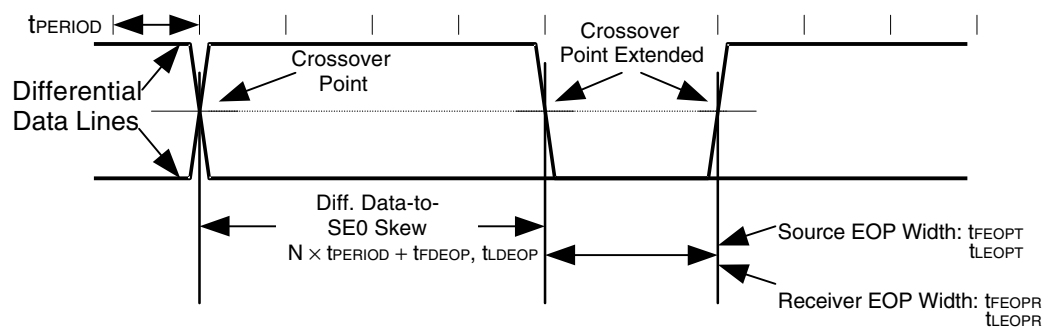 tPERIOD
Differential
Data Lines
Crossover
Point
Crossover
Point Extended
Diff. Data-to-
SE0 Skew
N × tPERIOD + tFDEOP, tLDEOP
Source EOP Width: tFEOPT
tLEOPT
Receiver EOP Width: tFEOPR
tLEOPR